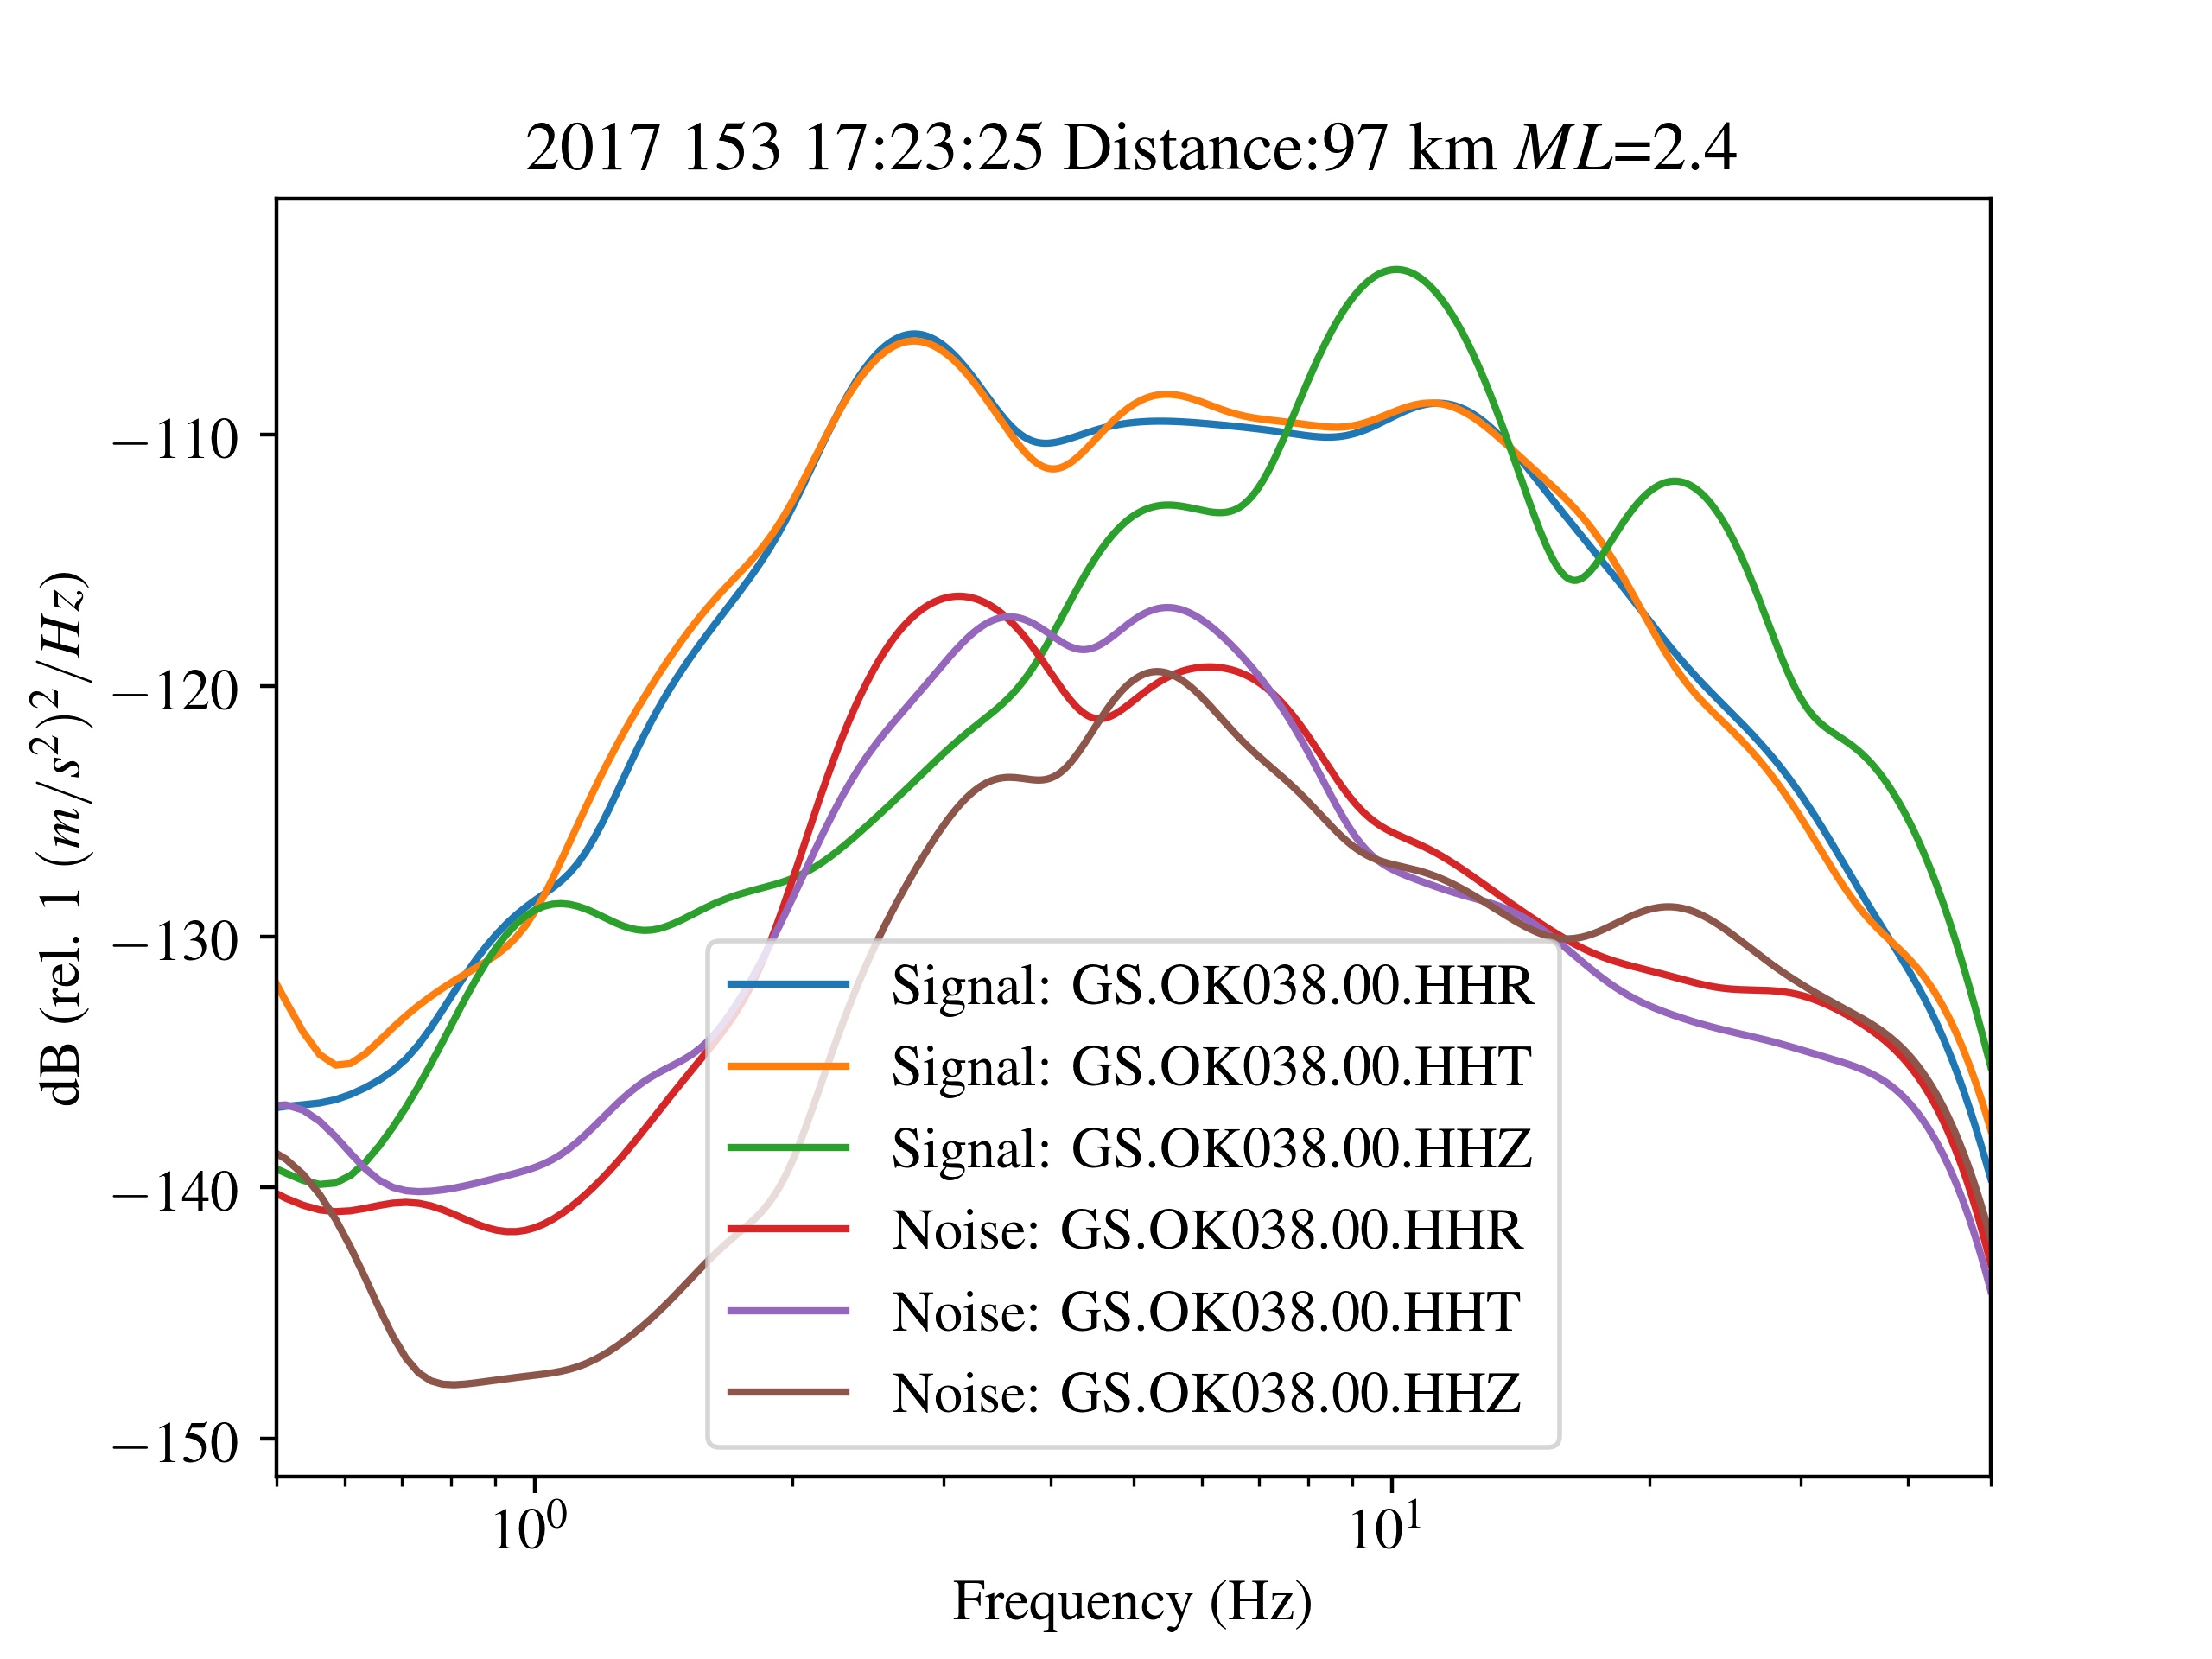 2017 153 17:23:25 Distance:97 km ML=2.4
dB (rel. 1 (m/s²)²/Hz)
−110
−120
−130
−140
−150
Signal: GS.OK038.00.HHR
Signal: GS.OK038.00.HHT
Signal: GS.OK038.00.HHZ
Noise: GS.OK038.00.HHR
Noise: GS.OK038.00.HHT
Noise: GS.OK038.00.HHZ
10⁰ 10¹
Frequency (Hz)